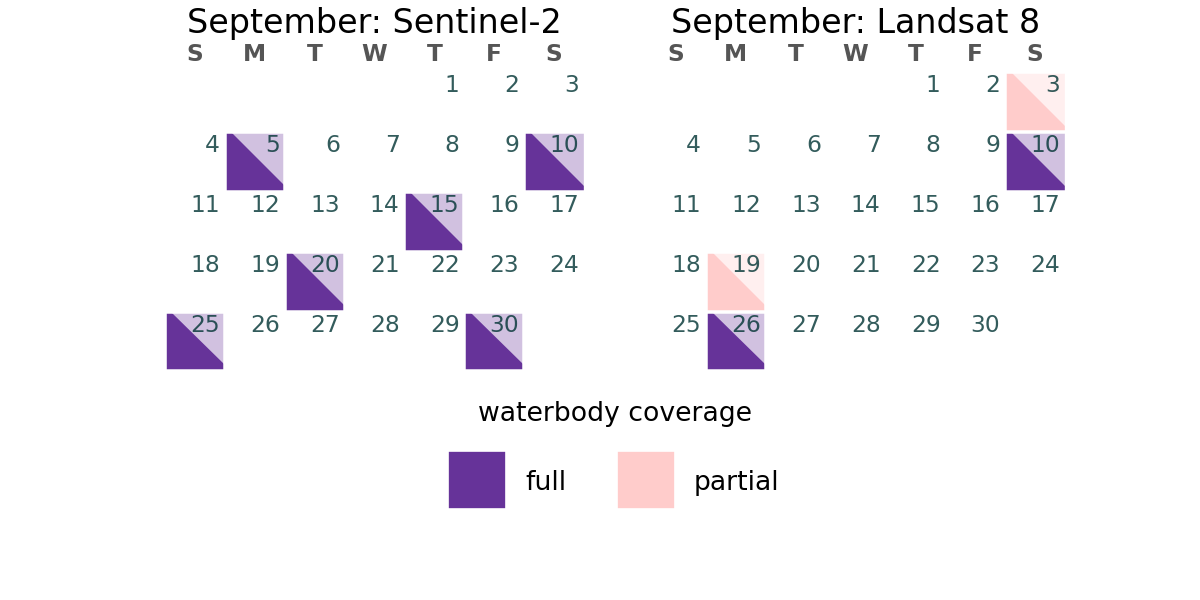 September: Sentinel-2
S M T W T F S
1 2 3
4 5 6 7 8 9 10
11 12 13 14 15 16 17
18 19 20 21 22 23 24
25 26 27 28 29 30
September: Landsat 8
S M T W T F S
1 2 3
4 5 6 7 8 9 10
11 12 13 14 15 16 17
18 19 20 21 22 23 24
25 26 27 28 29 30
waterbody coverage
full
partial